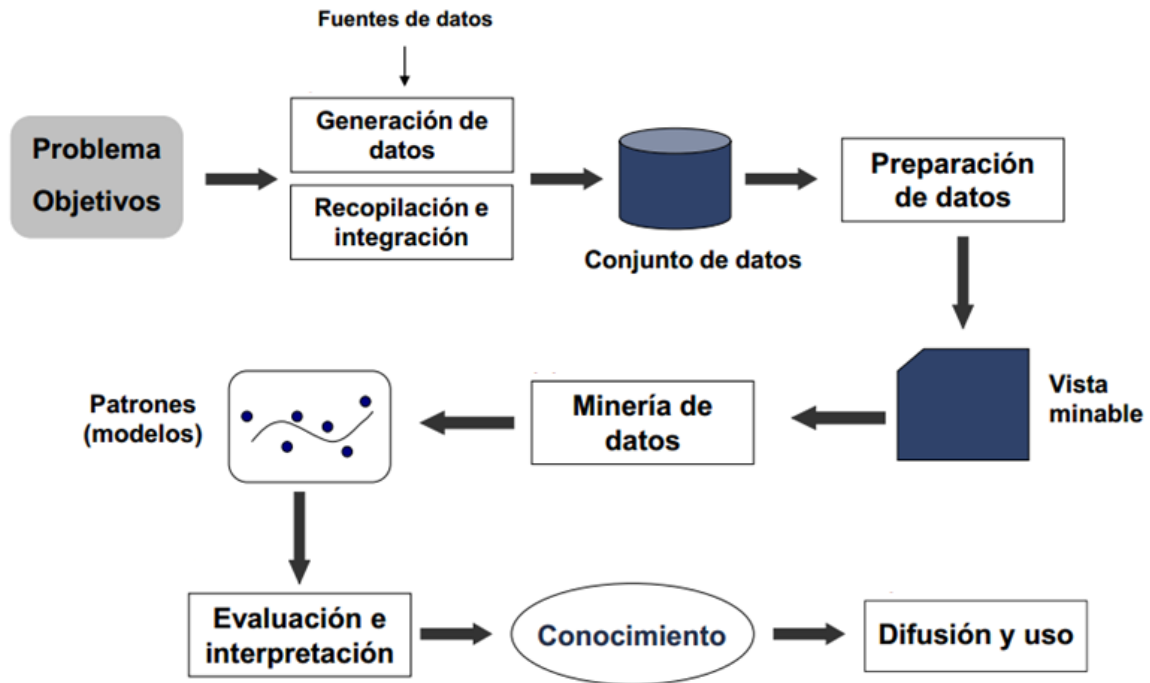 Fuentes de datos
Problema
Objetivos
Generación de
datos
Recopilación e
integración
Conjunto de datos
Preparación
de datos
Vista
minable
Minería de
datos
Patrones
(modelos)
Evaluación e
interpretación
Conocimiento
Difusión y uso